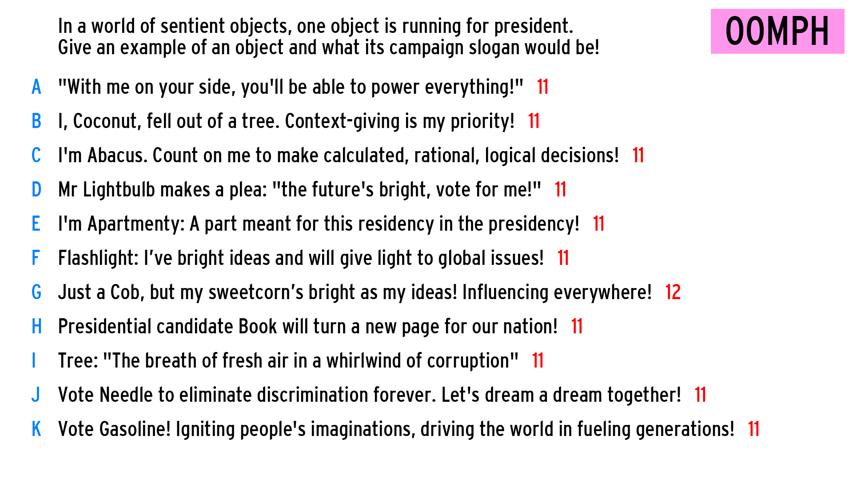 In a world of sentient objects, one object is running for president.
Give an example of an object and what its campaign slogan would be!
OOMPH
A "With me on your side, you'll be able to power everything!" 11
B I, Coconut, fell out of a tree. Context-giving is my priority! 11
C I'm Abacus. Count on me to make calculated, rational, logical decisions! 11
D Mr Lightbulb makes a plea: "the future's bright, vote for me!" 11
E I'm Apartmenty: A part meant for this residency in the presidency! 11
F Flashlight: I’ve bright ideas and will give light to global issues! 11
G Just a Cob, but my sweetcorn’s bright as my ideas! Influencing everywhere! 12
H Presidential candidate Book will turn a new page for our nation! 11
I Tree: "The breath of fresh air in a whirlwind of corruption" 11
J Vote Needle to eliminate discrimination forever. Let's dream a dream together! 11
K Vote Gasoline! Igniting people's imaginations, driving the world in fueling generations! 11